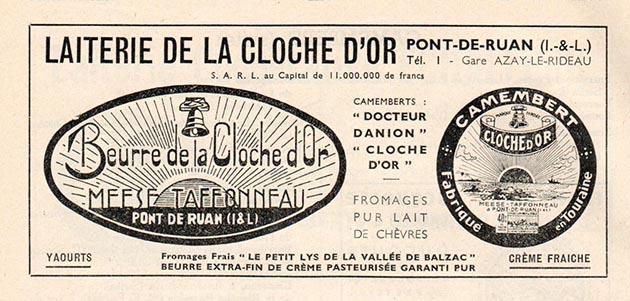 LAITERIE DE LA CLOCHE D'OR
PONT-DE-RUAN (I.-&-L.)
Tél. 1 - Gare AZAY-LE-RIDEAU
S. A. R. L. au Capital de 11.000.000 de francs
Beurre de la Cloche d'Or
MEESE TAFFONNEAU
PONT DE RUAN (I&L)
CAMEMBERTS :
" DOCTEUR
DANION "
" CLOCHE
D'OR "
FROMAGES
PUR LAIT
DE CHÈVRES
CAMEMBERT
CLOCHE D'OR
MEESE-TAFFONNEAU
à PONT-DE-RUAN (I.&L.)
Fabriqué
en Touraine
YAOURTS
Fromages Frais " LE PETIT LYS DE LA VALLÉE DE BALZAC "
BEURRE EXTRA-FIN DE CRÈME PASTEURISÉE GARANTI PUR
CRÈME FRAICHE